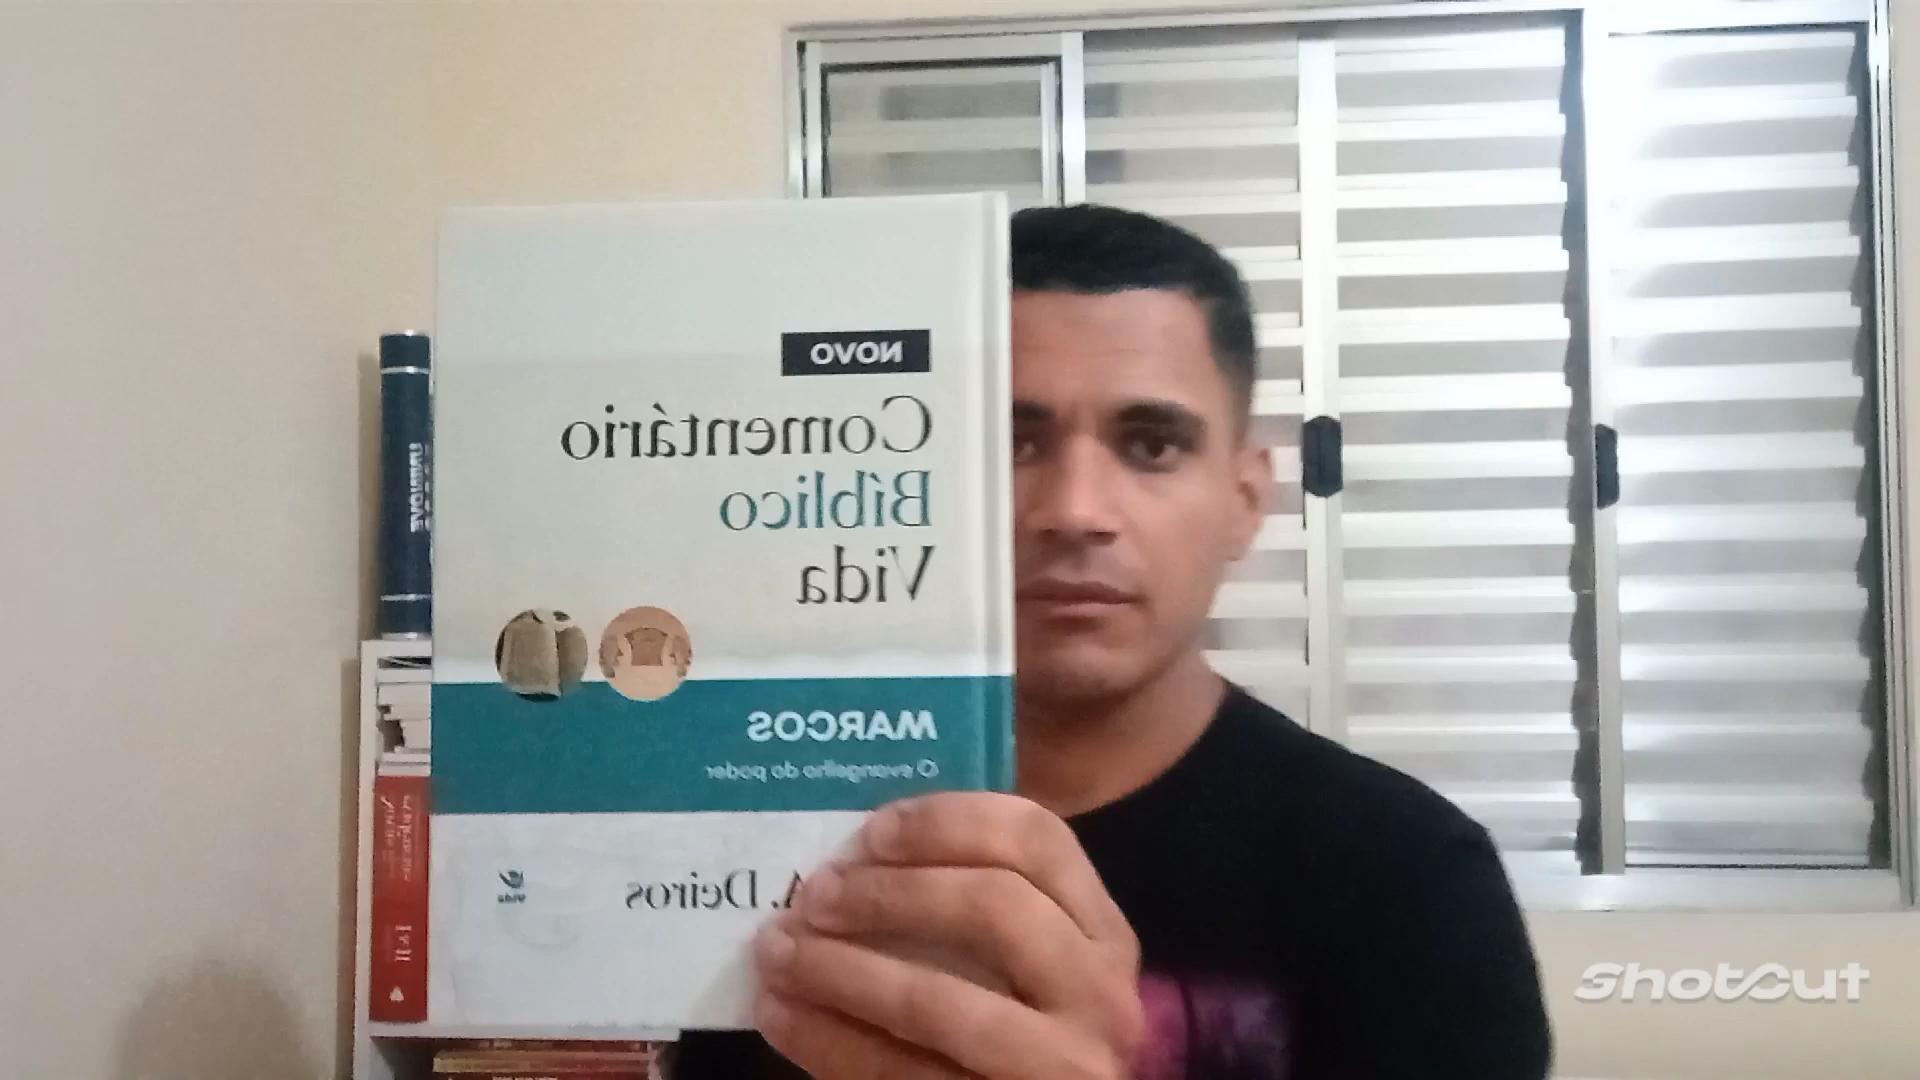 NOVO
Comentário
Bíblico
Vida
MARCOS
O evangelho do poder
A. Deiros
vida
ShotCut